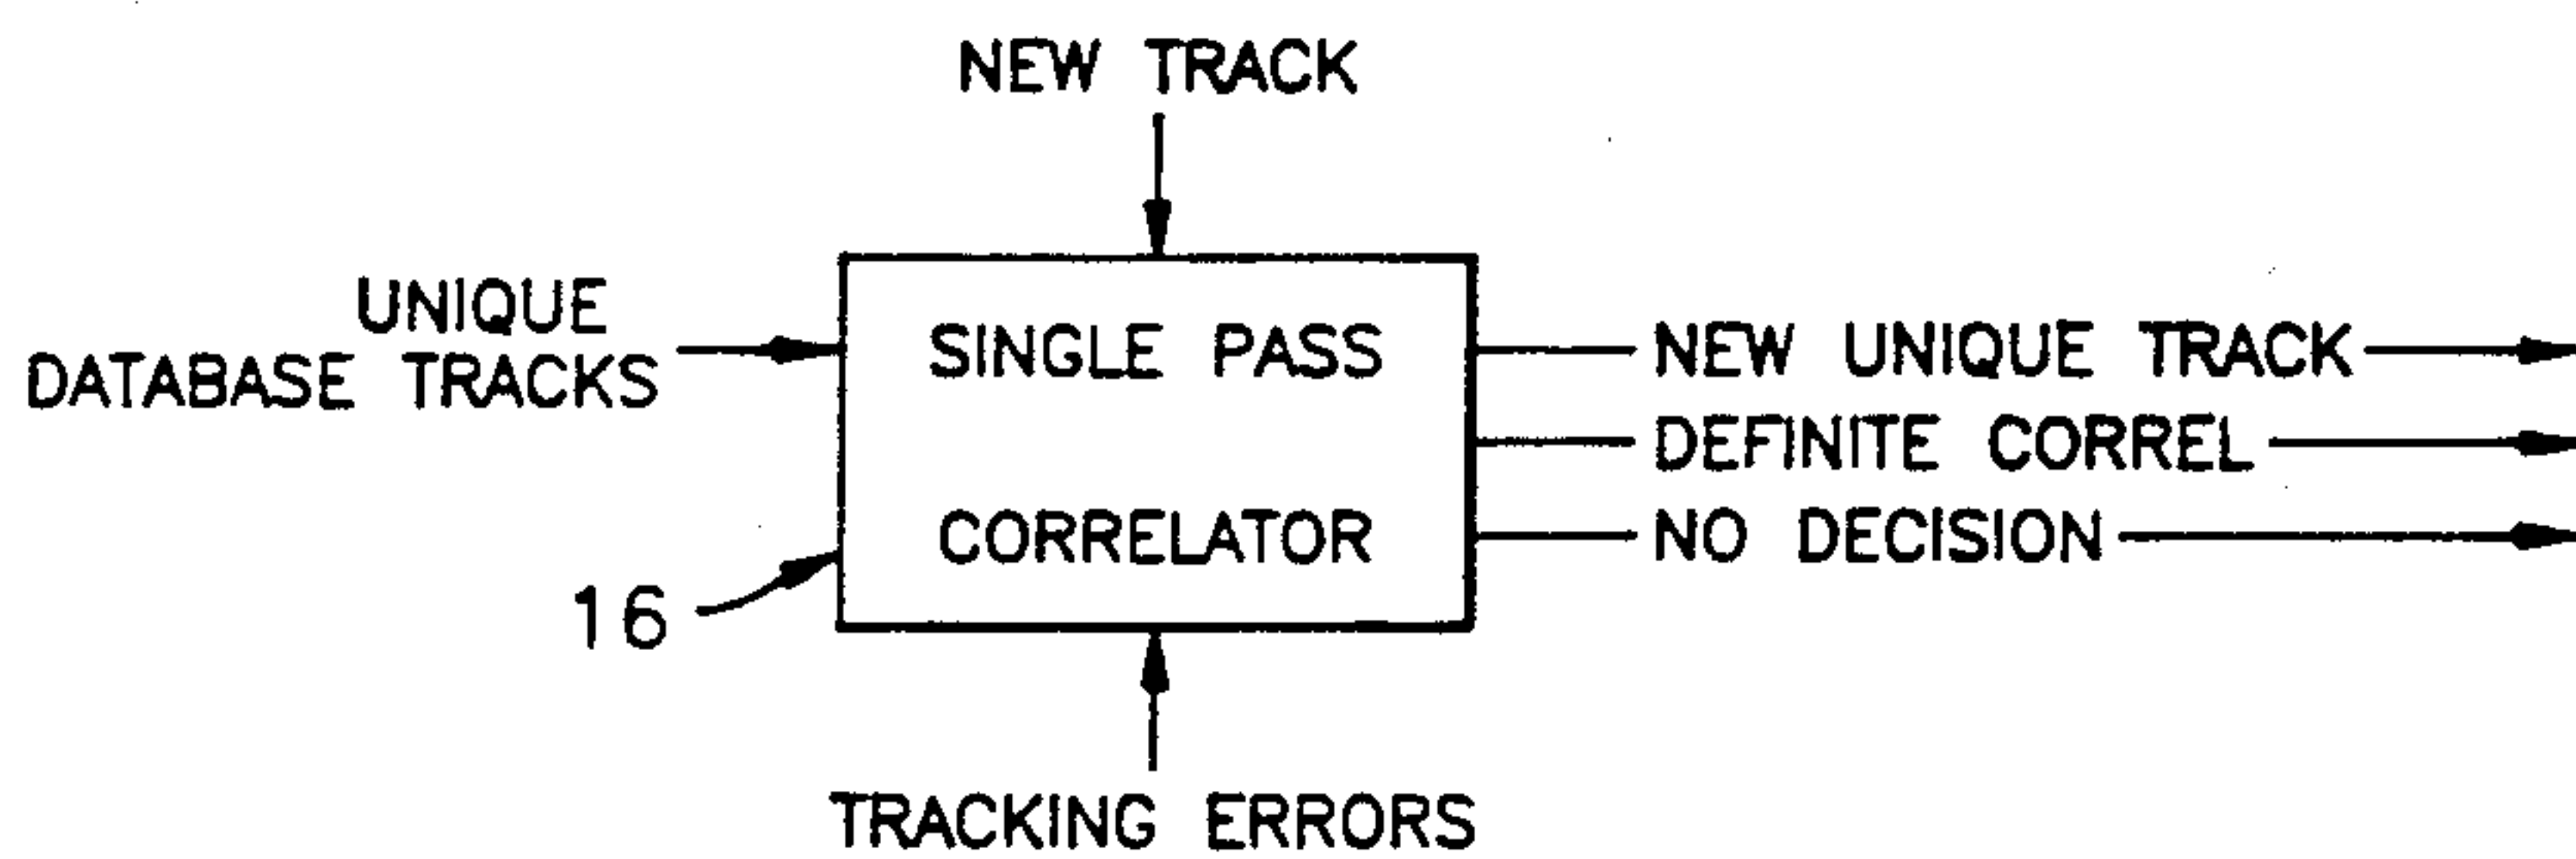 NEW TRACK
UNIQUE
DATABASE TRACKS
SINGLE PASS
CORRELATOR
NEW UNIQUE TRACK
DEFINITE CORREL
NO DECISION
16
TRACKING ERRORS